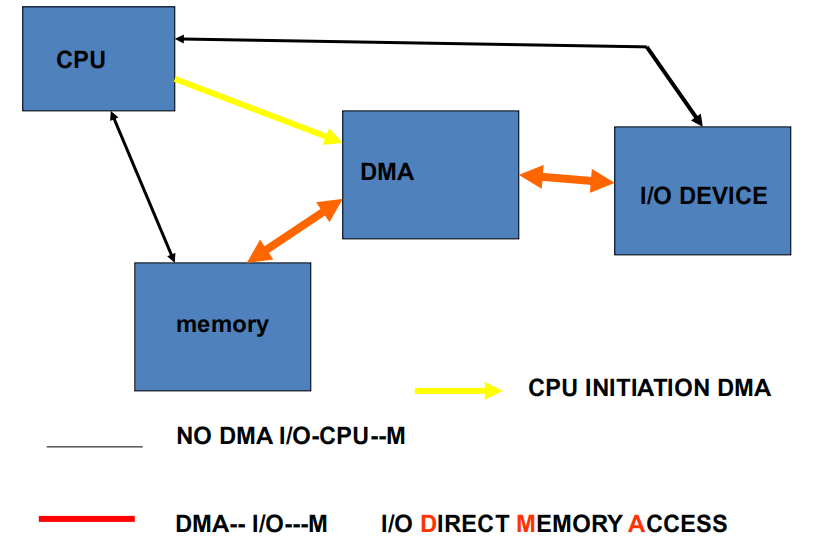 CPU
DMA
I/O DEVICE
memory
CPU INITIATION DMA
NO DMA I/O-CPU--M
DMA-- I/O---M I/O DIRECT MEMORY ACCESS